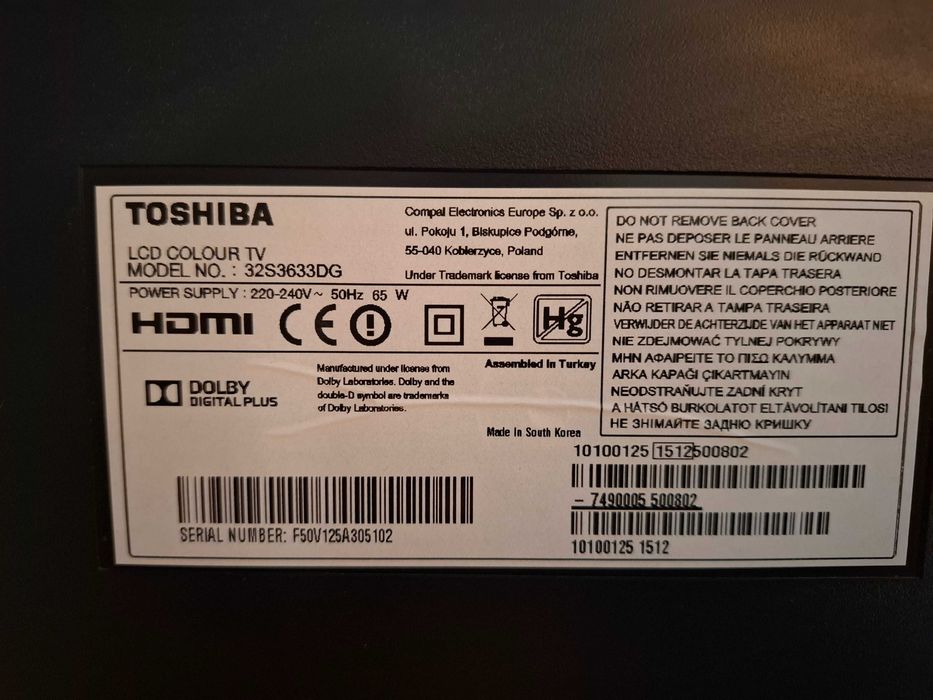 TOSHIBA
LCD COLOUR TV
MODEL NO. : 32S3633DG
Compal Electronics Europe Sp. z o.o.
ul. Pokoju 1, Biskupice Podgórne,
55-040 Kobierzyce, Poland
Under Trademark license from Toshiba
POWER SUPPLY : 220-240V~ 50Hz 65 W
HDMI
CE
Hg
DOLBY
DIGITAL PLUS
Manufactured under license from
Dolby Laboratories. Dolby and the
double-D symbol are trademarks
of Dolby Laboratories.
Assembled in Turkey
Made In South Korea
DO NOT REMOVE BACK COVER
NE PAS DEPOSER LE PANNEAU ARRIERE
ENTFERNEN SIE NIEMALS DIE RÜCKWAND
NO DESMONTAR LA TAPA TRASERA
NON RIMUOVERE IL COPERCHIO POSTERIORE
NÃO RETIRAR A TAMPA TRASEIRA
VERWIJDER DE ACHTERZIJDE VAN HET APPARAAT NIET
NIE ZDEJMOWAĆ TYLNEJ POKRYWY
ΜΗΝ ΑΦΑΙΡΕΙΤΕ ΤΟ ΠΙΣΩ ΚΑΛΥΜΜΑ
ARKA KAPAĞI ÇIKARTMAYIN
NEODSTRAŇUJTE ZADNÍ KRYT
A HÁTSÓ BURKOLATOT ELTÁVOLÍTANI TILOS!
НЕ ЗНІМАЙТЕ ЗАДНЮ КРИШКУ
10100125 1512500802
- 7490005 500802
10100125 1512
SERIAL NUMBER: F50V125A305102